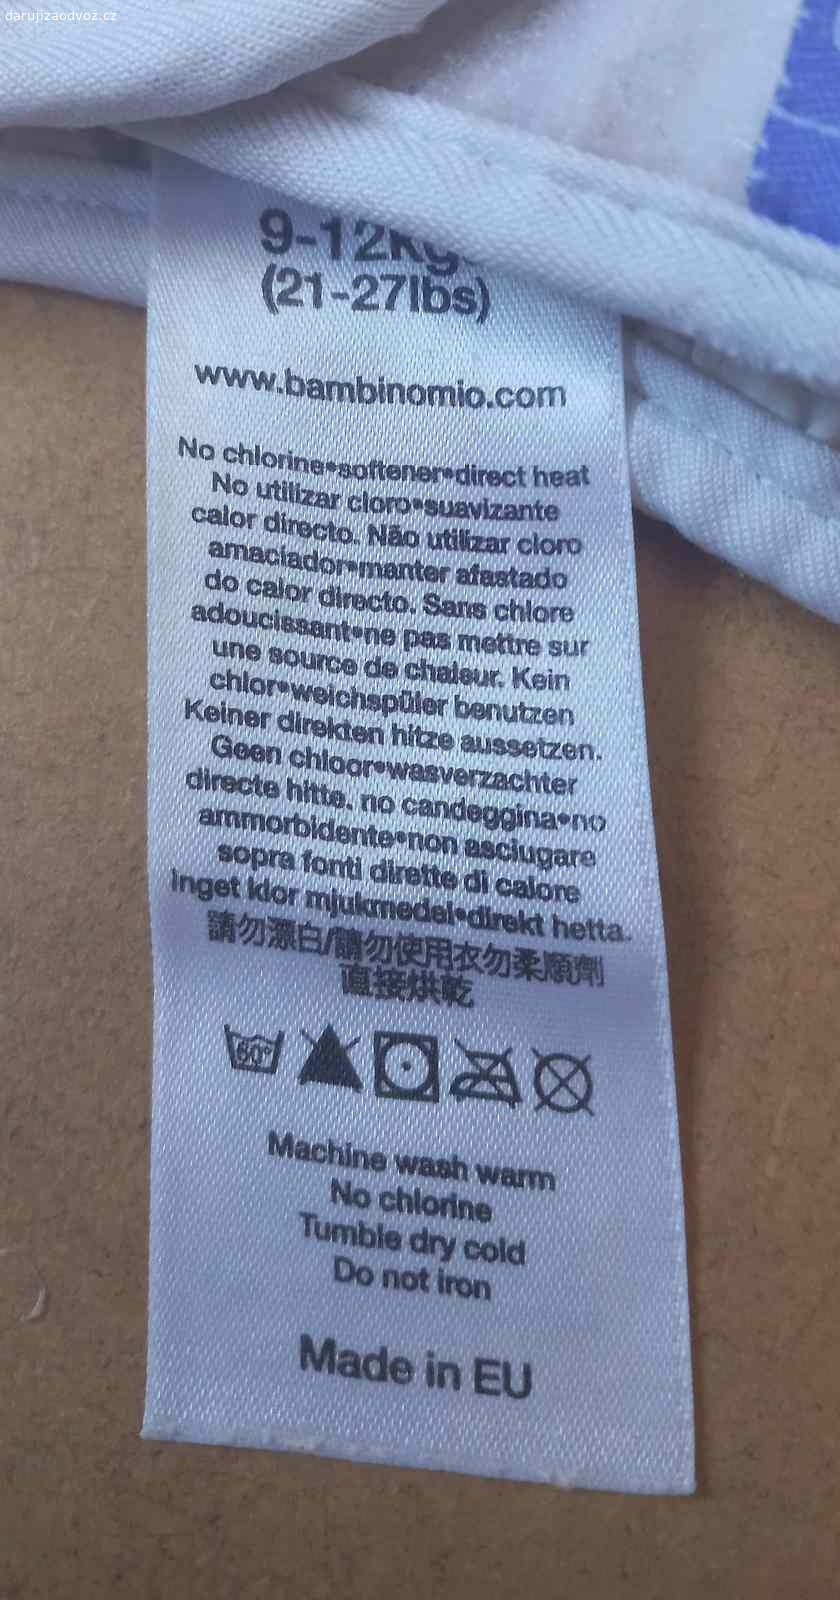 darujizaodvoz.cz
9-12Kgs
(21-27lbs)
www.bambinomio.com
No chlorine•softener•direct heat
No utilizar cloro•suavizante
calor directo. Não utilizar cloro
amaciador•manter afastado
do calor directo. Sans chlore
adoucissant•ne pas mettre sur
une source de chaleur. Kein
chlor•weichspüler benutzen
Keiner direkten hitze aussetzen.
Geen chloor•wasverzachter
directe hitte. no candeggina•no
ammorbidente•non asciugare
sopra fonti dirette di calore
Inget klor mjukmedel•direkt hetta.
請勿漂白/請勿使用衣勿柔順劑
直接烘乾
60°
Machine wash warm
No chlorine
Tumble dry cold
Do not iron
Made in EU